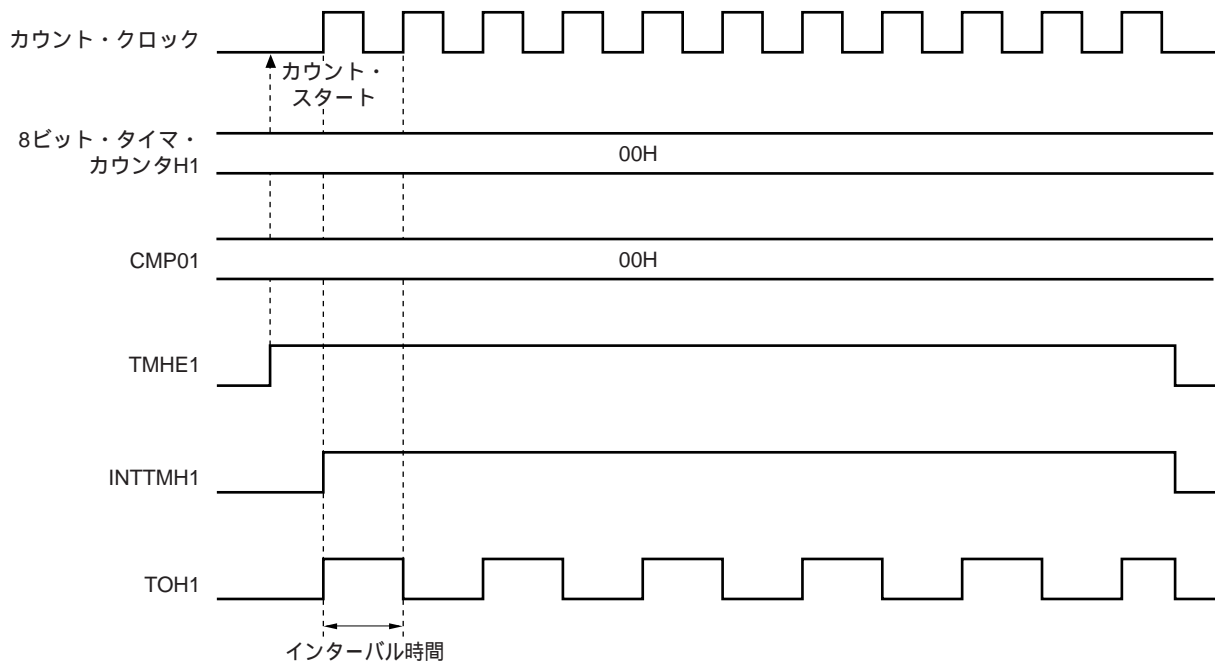 カウント・クロック
カウント・
スタート
8ビット・タイマ・
カウンタH1
00H
CMP01
00H
TMHE1
INTTMH1
TOH1
インターバル時間